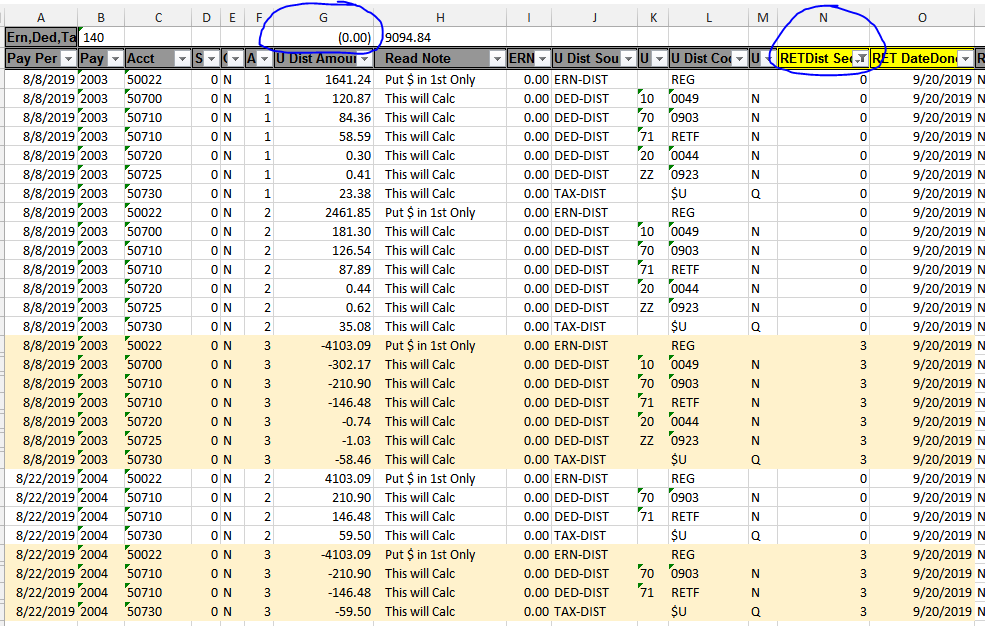 A B C D E F G H I J K L M N O
Ern,Ded,Ta 140 (0.00) 9094.84
Pay Per Pay Acct S A U Dist Amour Read Note ERN U Dist Sou U U Dist Co U RETDist Se RET DateDon R
8/8/2019 2003 50022 0 N 1 1641.24 Put $ in 1st Only 0.00 ERN-DIST REG 0 9/20/2019 N
8/8/2019 2003 50700 0 N 1 120.87 This will Calc 0.00 DED-DIST 10 0049 N 0 9/20/2019 N
8/8/2019 2003 50710 0 N 1 84.36 This will Calc 0.00 DED-DIST 70 0903 N 0 9/20/2019 N
8/8/2019 2003 50710 0 N 1 58.59 This will Calc 0.00 DED-DIST 71 RETF N 0 9/20/2019 N
8/8/2019 2003 50720 0 N 1 0.30 This will Calc 0.00 DED-DIST 20 0044 N 0 9/20/2019 N
8/8/2019 2003 50725 0 N 1 0.41 This will Calc 0.00 DED-DIST ZZ 0923 N 0 9/20/2019 N
8/8/2019 2003 50730 0 N 1 23.38 This will Calc 0.00 TAX-DIST $U Q 0 9/20/2019 N
8/8/2019 2003 50022 0 N 2 2461.85 Put $ in 1st Only 0.00 ERN-DIST REG 0 9/20/2019 N
8/8/2019 2003 50700 0 N 2 181.30 This will Calc 0.00 DED-DIST 10 0049 N 0 9/20/2019 N
8/8/2019 2003 50710 0 N 2 126.54 This will Calc 0.00 DED-DIST 70 0903 N 0 9/20/2019 N
8/8/2019 2003 50710 0 N 2 87.89 This will Calc 0.00 DED-DIST 71 RETF N 0 9/20/2019 N
8/8/2019 2003 50720 0 N 2 0.44 This will Calc 0.00 DED-DIST 20 0044 N 0 9/20/2019 N
8/8/2019 2003 50725 0 N 2 0.62 This will Calc 0.00 DED-DIST ZZ 0923 N 0 9/20/2019 N
8/8/2019 2003 50730 0 N 2 35.08 This will Calc 0.00 TAX-DIST $U Q 0 9/20/2019 N
8/8/2019 2003 50022 0 N 3 -4103.09 Put $ in 1st Only 0.00 ERN-DIST REG 3 9/20/2019 N
8/8/2019 2003 50700 0 N 3 -302.17 This will Calc 0.00 DED-DIST 10 0049 N 3 9/20/2019 N
8/8/2019 2003 50710 0 N 3 -210.90 This will Calc 0.00 DED-DIST 70 0903 N 3 9/20/2019 N
8/8/2019 2003 50710 0 N 3 -146.48 This will Calc 0.00 DED-DIST 71 RETF N 3 9/20/2019 N
8/8/2019 2003 50720 0 N 3 -0.74 This will Calc 0.00 DED-DIST 20 0044 N 3 9/20/2019 N
8/8/2019 2003 50725 0 N 3 -1.03 This will Calc 0.00 DED-DIST ZZ 0923 N 3 9/20/2019 N
8/8/2019 2003 50730 0 N 3 -58.46 This will Calc 0.00 TAX-DIST $U Q 3 9/20/2019 N
8/22/2019 2004 50022 0 N 2 4103.09 Put $ in 1st Only 0.00 ERN-DIST REG 0 9/20/2019 N
8/22/2019 2004 50710 0 N 2 210.90 This will Calc 0.00 DED-DIST 70 0903 N 0 9/20/2019 N
8/22/2019 2004 50710 0 N 2 146.48 This will Calc 0.00 DED-DIST 71 RETF N 0 9/20/2019 N
8/22/2019 2004 50730 0 N 2 59.50 This will Calc 0.00 TAX-DIST $U Q 0 9/20/2019 N
8/22/2019 2004 50022 0 N 3 -4103.09 Put $ in 1st Only 0.00 ERN-DIST REG 3 9/20/2019 N
8/22/2019 2004 50710 0 N 3 -210.90 This will Calc 0.00 DED-DIST 70 0903 N 3 9/20/2019 N
8/22/2019 2004 50710 0 N 3 -146.48 This will Calc 0.00 DED-DIST 71 RETF N 3 9/20/2019 N
8/22/2019 2004 50730 0 N 3 -59.50 This will Calc 0.00 TAX-DIST $U Q 3 9/20/2019 N